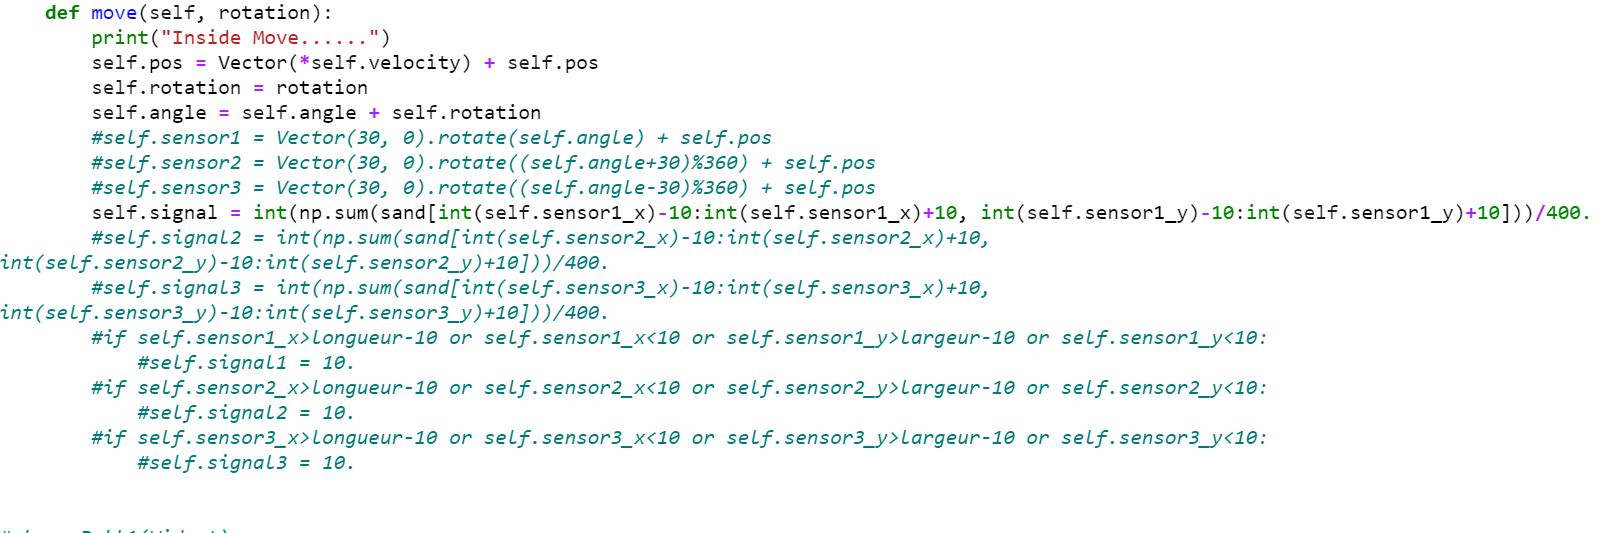 def move(self, rotation):
print("Inside Move......")
self.pos = Vector(*self.velocity) + self.pos
self.rotation = rotation
self.angle = self.angle + self.rotation
#self.sensor1 = Vector(30, 0).rotate(self.angle) + self.pos
#self.sensor2 = Vector(30, 0).rotate((self.angle+30)%360) + self.pos
#self.sensor3 = Vector(30, 0).rotate((self.angle-30)%360) + self.pos
self.signal = int(np.sum(sand[int(self.sensor1_x)-10:int(self.sensor1_x)+10, int(self.sensor1_y)-10:int(self.sensor1_y)+10]))/400.
#self.signal2 = int(np.sum(sand[int(self.sensor2_x)-10:int(self.sensor2_x)+10,
int(self.sensor2_y)-10:int(self.sensor2_y)+10]))/400.
#self.signal3 = int(np.sum(sand[int(self.sensor3_x)-10:int(self.sensor3_x)+10,
int(self.sensor3_y)-10:int(self.sensor3_y)+10]))/400.
#if self.sensor1_x>longueur-10 or self.sensor1_x<10 or self.sensor1_y>largeur-10 or self.sensor1_y<10:
#self.signal1 = 10.
#if self.sensor2_x>longueur-10 or self.sensor2_x<10 or self.sensor2_y>largeur-10 or self.sensor2_y<10:
#self.signal2 = 10.
#if self.sensor3_x>longueur-10 or self.sensor3_x<10 or self.sensor3_y>largeur-10 or self.sensor3_y<10:
#self.signal3 = 10.